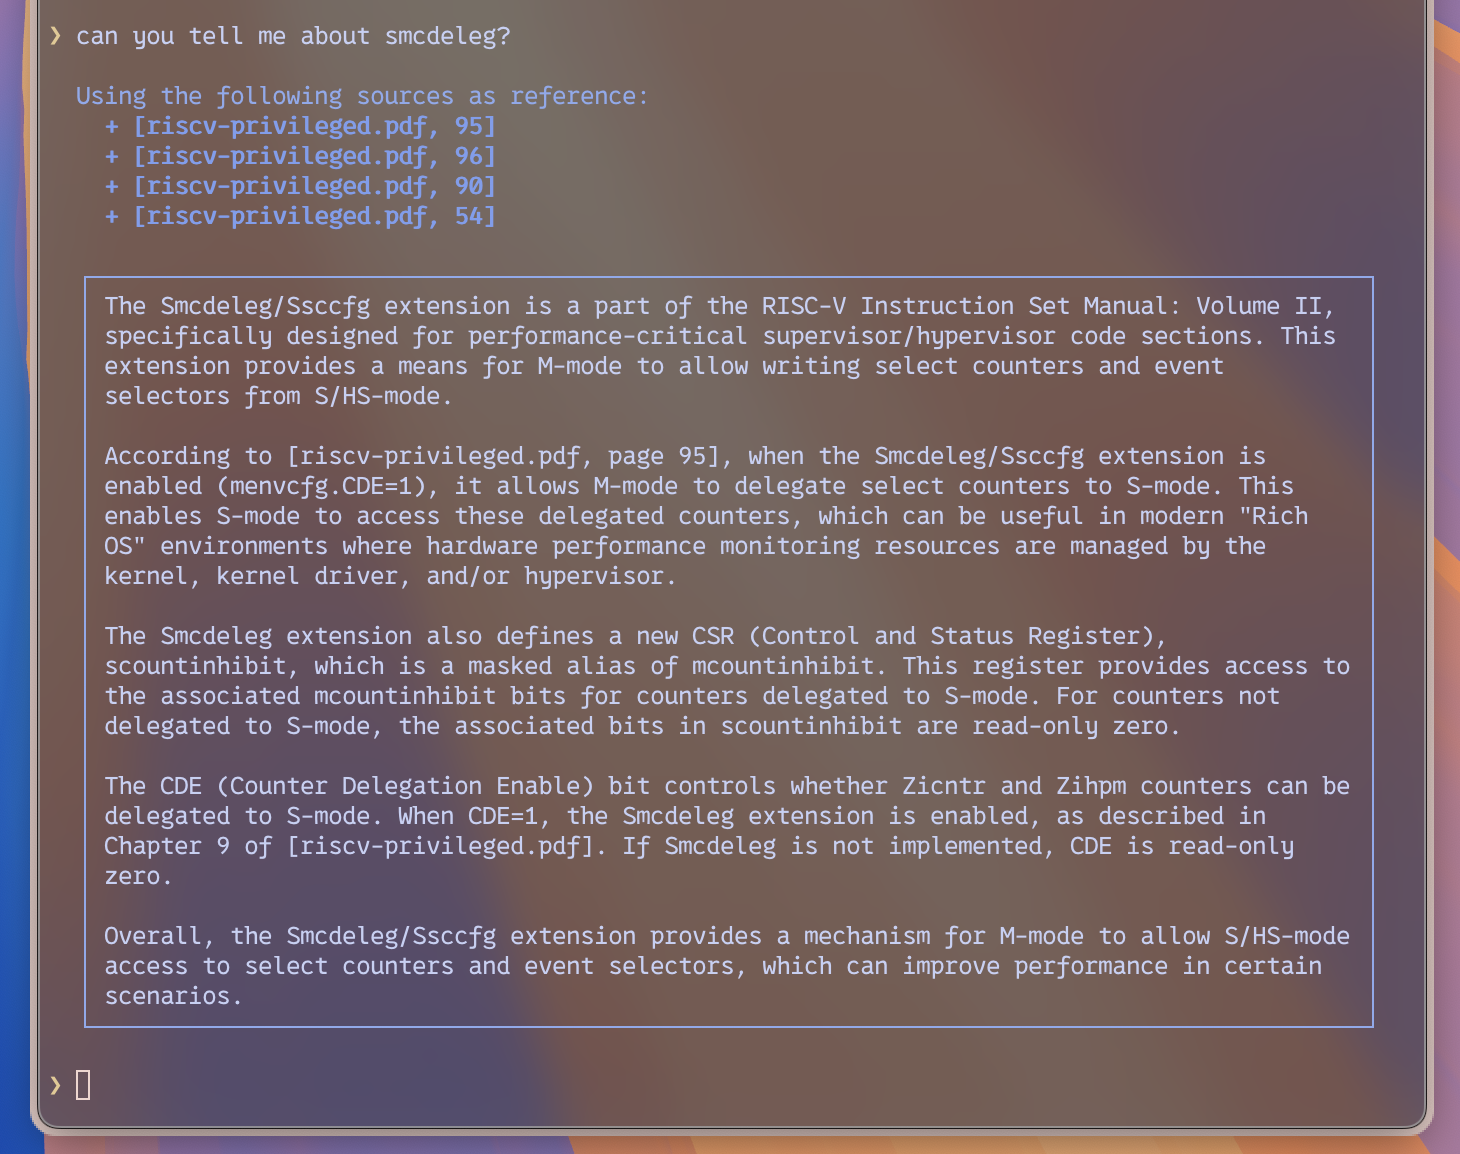 ❯ can you tell me about smcdeleg?
Using the following sources as reference:
+ [riscv-privileged.pdf, 95]
+ [riscv-privileged.pdf, 96]
+ [riscv-privileged.pdf, 90]
+ [riscv-privileged.pdf, 54]
The Smcdeleg/Ssccfg extension is a part of the RISC-V Instruction Set Manual: Volume II,
specifically designed for performance-critical supervisor/hypervisor code sections. This
extension provides a means for M-mode to allow writing select counters and event
selectors from S/HS-mode.
According to [riscv-privileged.pdf, page 95], when the Smcdeleg/Ssccfg extension is
enabled (menvcfg.CDE=1), it allows M-mode to delegate select counters to S-mode. This
enables S-mode to access these delegated counters, which can be useful in modern "Rich
OS" environments where hardware performance monitoring resources are managed by the
kernel, kernel driver, and/or hypervisor.
The Smcdeleg extension also defines a new CSR (Control and Status Register),
scountinhibit, which is a masked alias of mcountinhibit. This register provides access to
the associated mcountinhibit bits for counters delegated to S-mode. For counters not
delegated to S-mode, the associated bits in scountinhibit are read-only zero.
The CDE (Counter Delegation Enable) bit controls whether Zicntr and Zihpm counters can be
delegated to S-mode. When CDE=1, the Smcdeleg extension is enabled, as described in
Chapter 9 of [riscv-privileged.pdf]. If Smcdeleg is not implemented, CDE is read-only
zero.
Overall, the Smcdeleg/Ssccfg extension provides a mechanism for M-mode to allow S/HS-mode
access to select counters and event selectors, which can improve performance in certain
scenarios.
❯